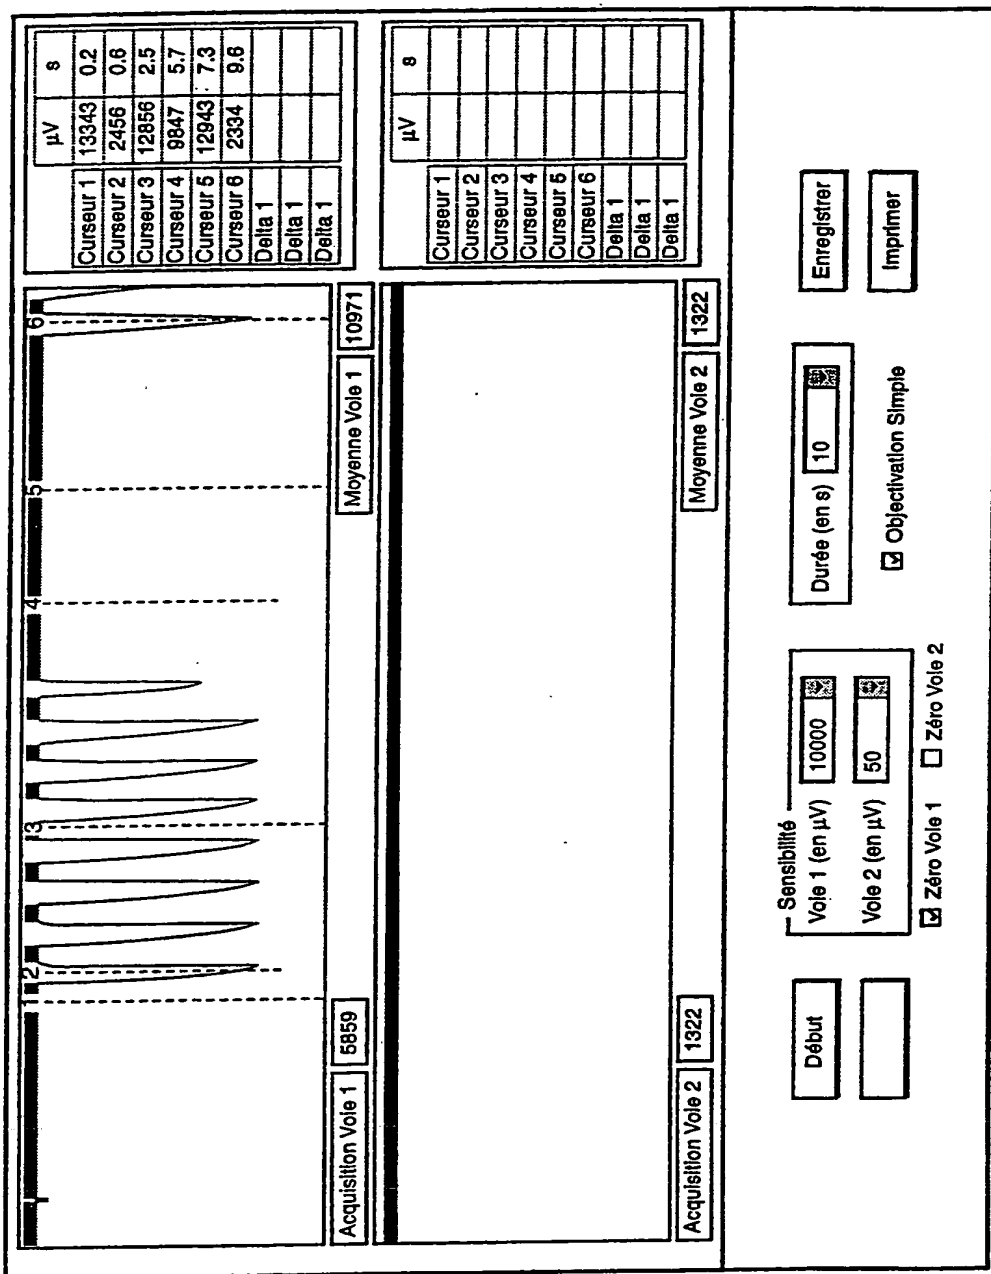 2
13
4
5
6
µV s
Curseur 1 13343 0.2
Curseur 2 2456 0.6
Curseur 3 12856 2.5
Curseur 4 9847 5.7
Curseur 5 12943 7.3
Curseur 6 2334 9.6
Delta 1
Delta 1
Delta 1
Acquisition Voie 1 5859
Moyenne Voie 1 10971
µV s
Curseur 1
Curseur 2
Curseur 3
Curseur 4
Curseur 5
Curseur 6
Delta 1
Delta 1
Delta 1
Acquisition Voie 2 1322
Moyenne Voie 2 1322
Début
Sensibilité
Voie 1 (en µV) 10000
Voie 2 (en µV) 50
Zéro Voie 1
Zéro Voie 2
Durée (en s) 10
Objectivation Simple
Enregistrer
Imprimer